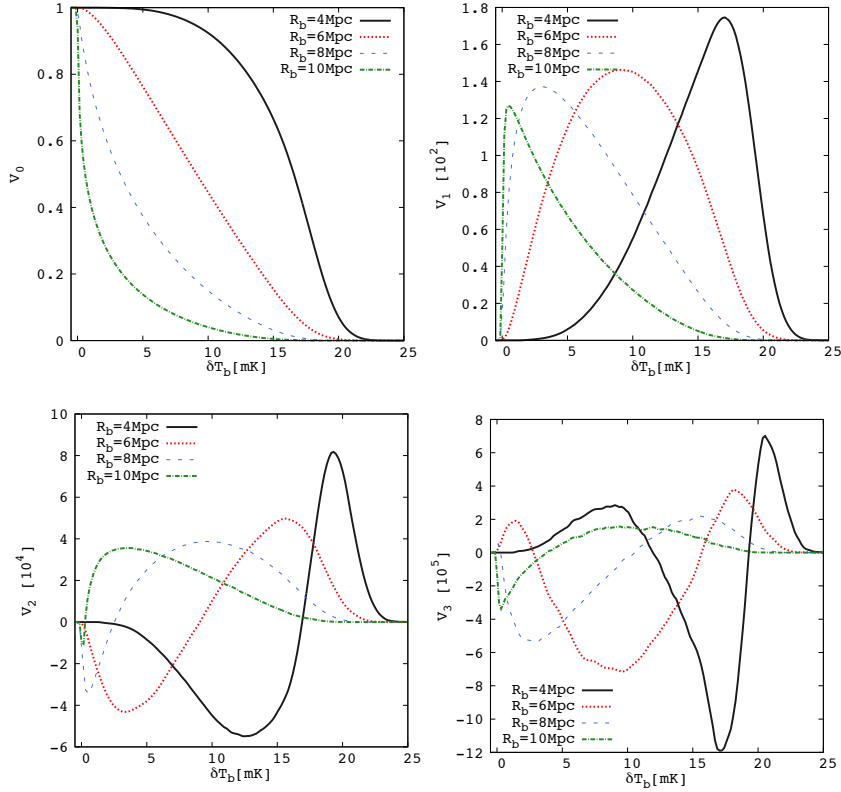 R_b=4Mpc
R_b=6Mpc
R_b=8Mpc
R_b=10Mpc
V_0
1
0.8
0.6
0.4
0.2
0
0 5 10 15 20 25
δT_b[mK]
R_b=4Mpc
R_b=6Mpc
R_b=8Mpc
R_b=10Mpc
V_1 [10^2]
1.8
1.6
1.4
1.2
1
0.8
0.6
0.4
0.2
0
0 5 10 15 20 25
δT_b[mK]
R_b=4Mpc
R_b=6Mpc
R_b=8Mpc
R_b=10Mpc
V_2 [10^4]
10
8
6
4
2
0
-2
-4
-6
0 5 10 15 20 25
δT_b[mK]
V_3 [10^5]
8
6
4
2
0
-2
-4
-6
-8
-10
-12
R_b=4Mpc
R_b=6Mpc
R_b=8Mpc
R_b=10Mpc
0 5 10 15 20 25
δT_b[mK]